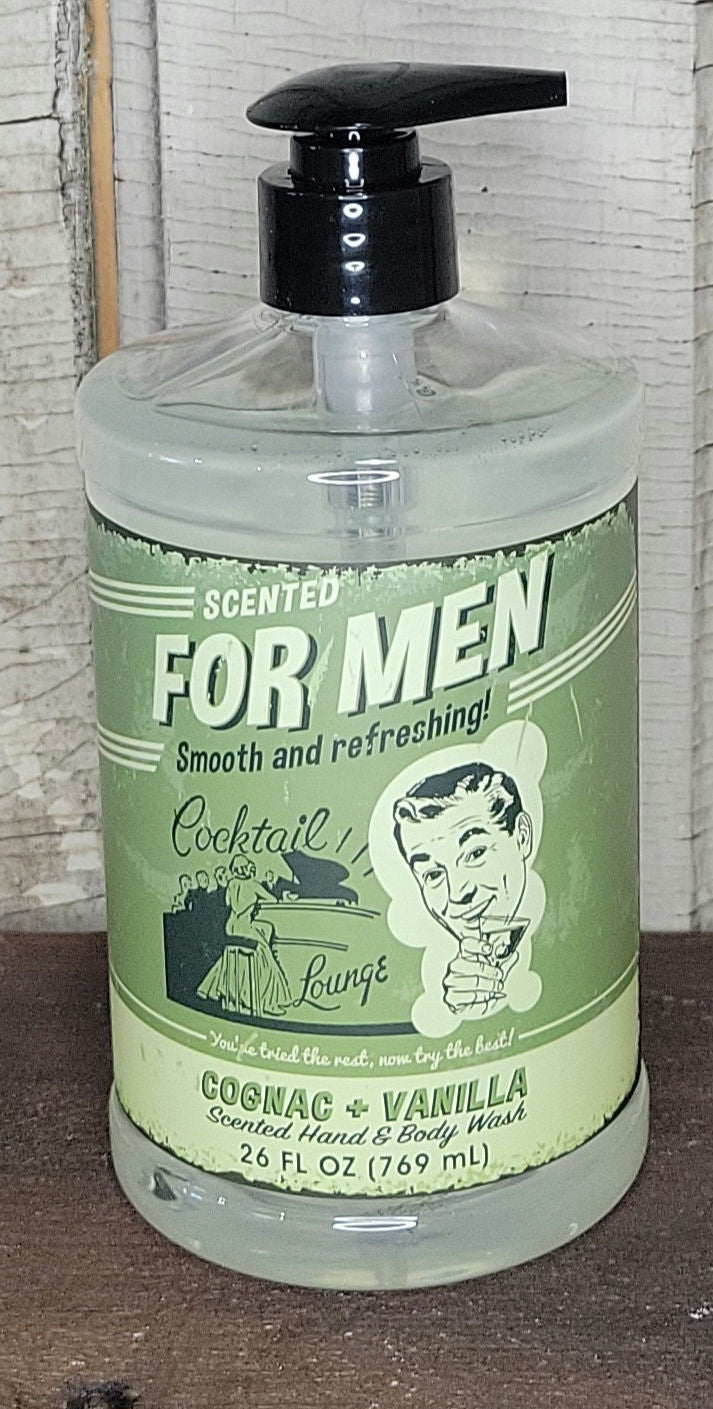 SCENTED
FOR MEN
Smooth and refreshing!
Cocktail
Lounge
You've tried the rest, now try the best!
COGNAC + VANILLA
Scented Hand & Body Wash
26 FL OZ (769 mL)